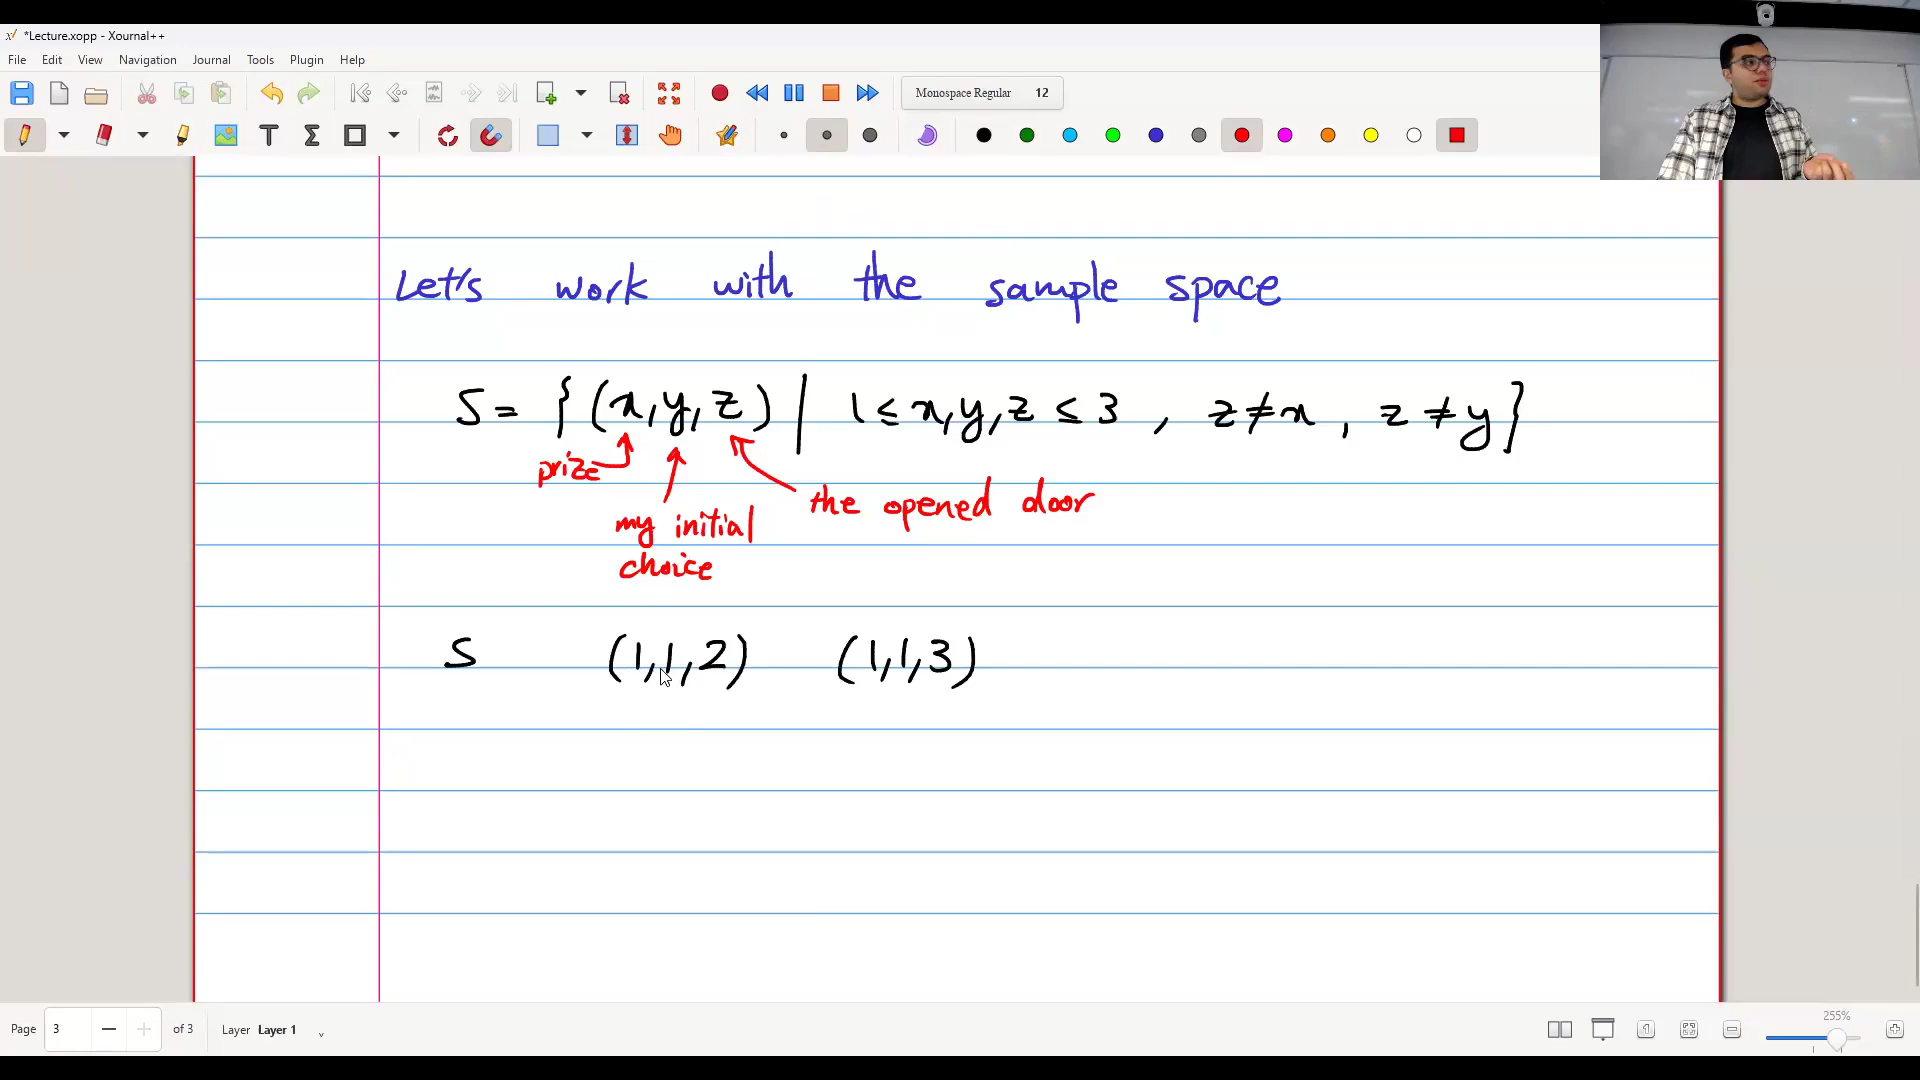 *Lecture.xopp - Xournal++
File Edit View Navigation Journal Tools Plugin Help
Monospace Regular 12
Let's work with the sample space
S = {(x,y,z) | 1≤x,y,z≤3 , z≠x , z≠y}
prize
the opened door
my initial
choice
S (1,1,2) (1,1,3)
Page 3 of 3 Layer Layer 1 255%